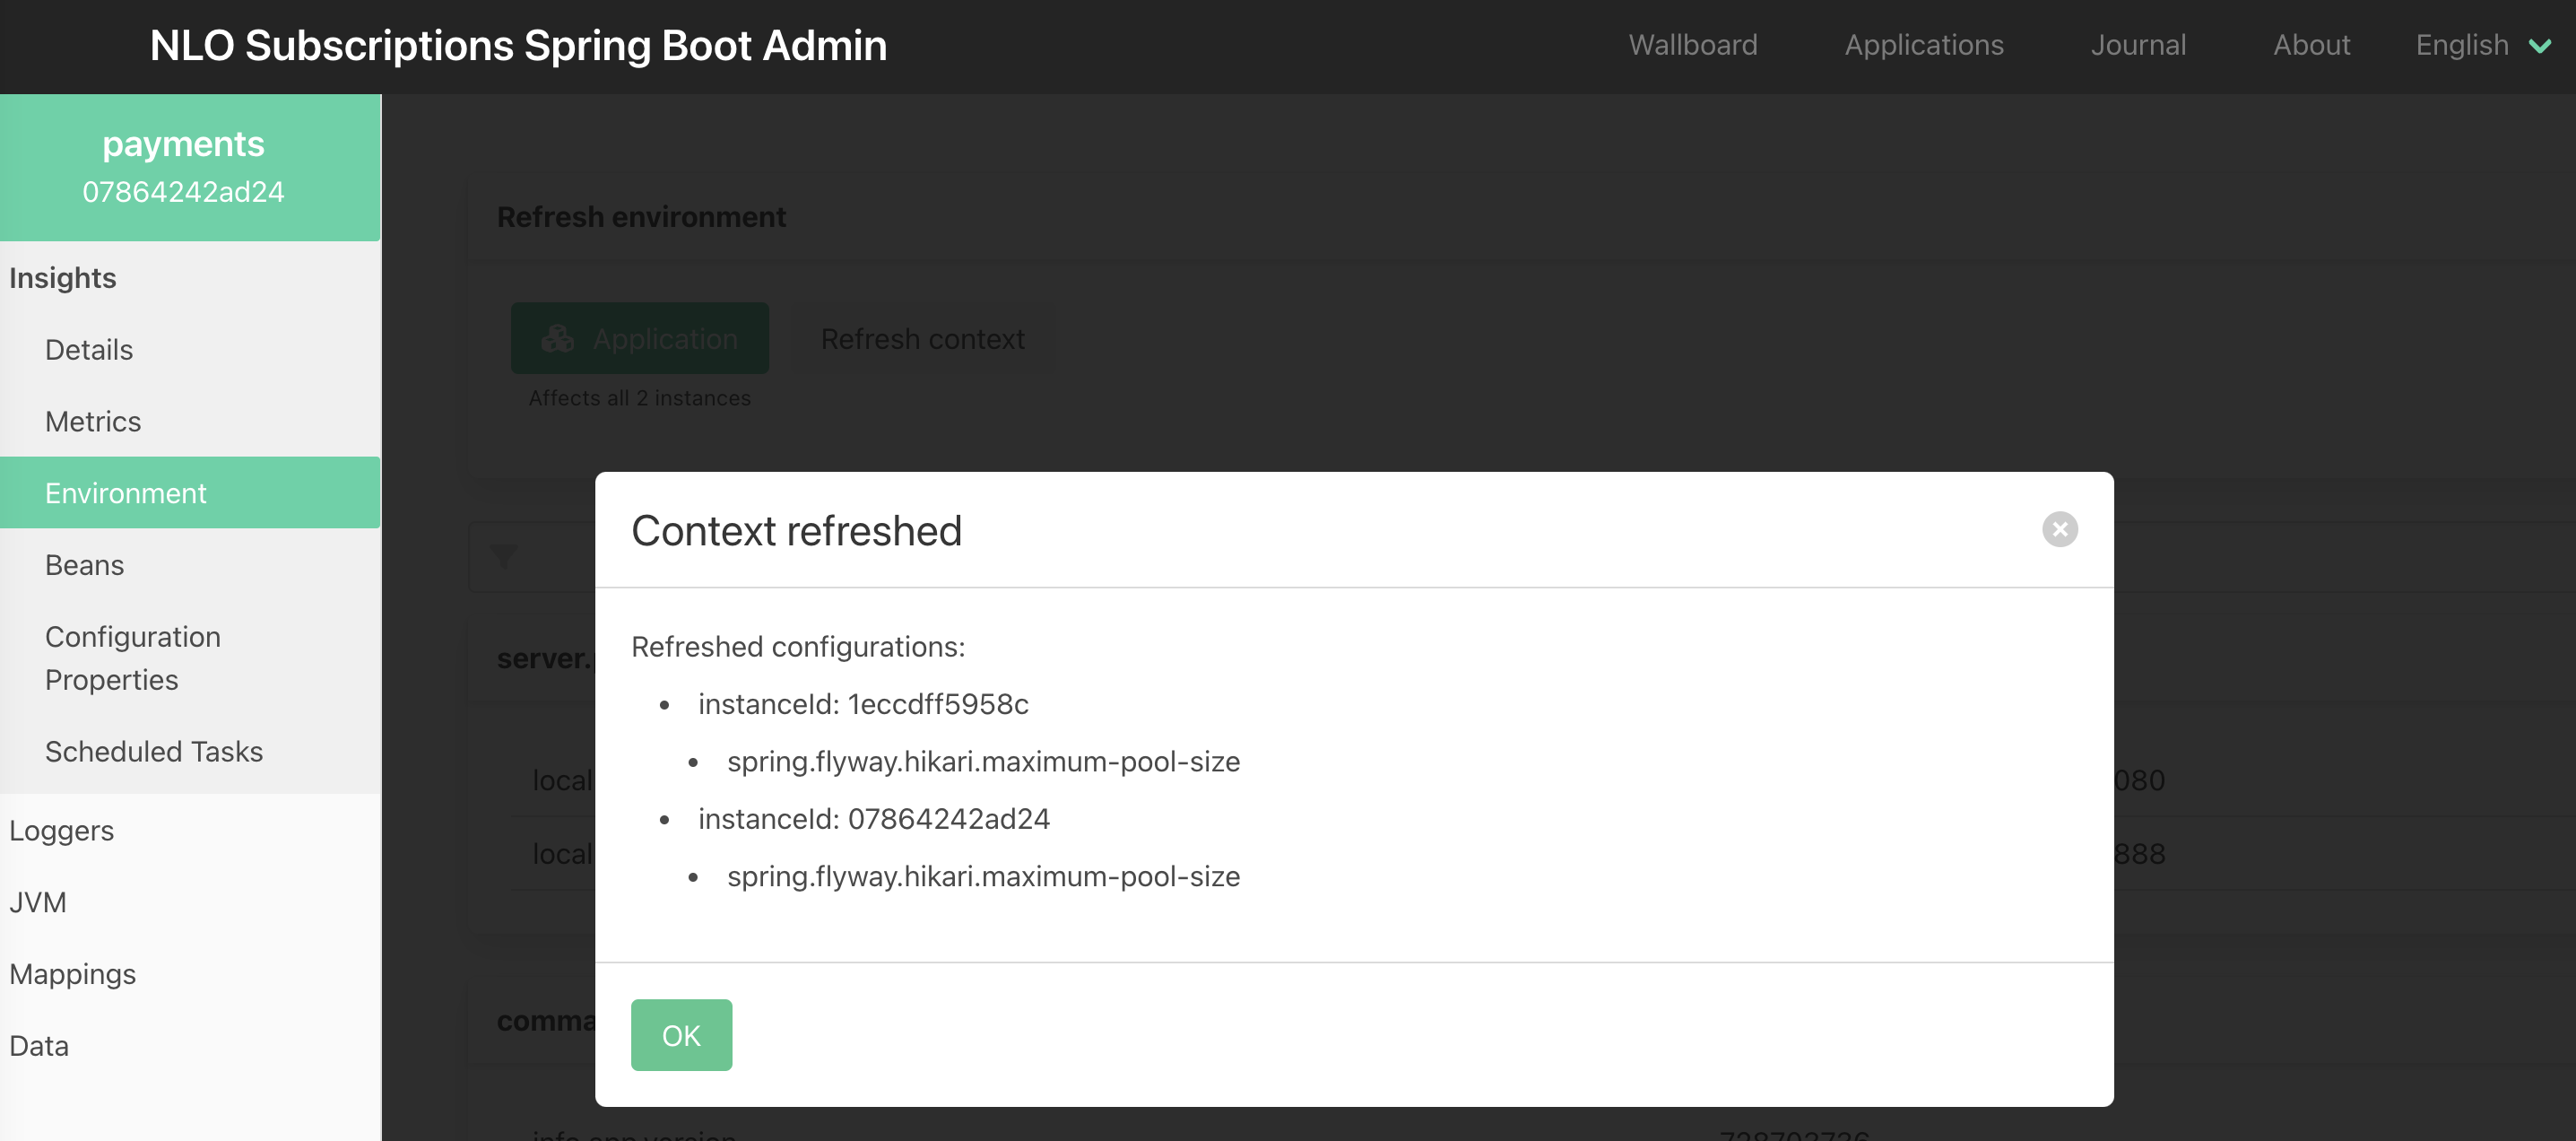 NLO Subscriptions Spring Boot Admin
Wallboard
Applications
Journal
About
English
payments
07864242ad24
Insights
Details
Metrics
Environment
Beans
Configuration
Properties
Scheduled Tasks
Loggers
JVM
Mappings
Data
Refresh environment
Application
Refresh context
Affects all 2 instances
server.
local
080
local
888
comma
Context refreshed
Refreshed configurations:
instanceId: 1eccdff5958c
spring.flyway.hikari.maximum-pool-size
instanceId: 07864242ad24
spring.flyway.hikari.maximum-pool-size
OK